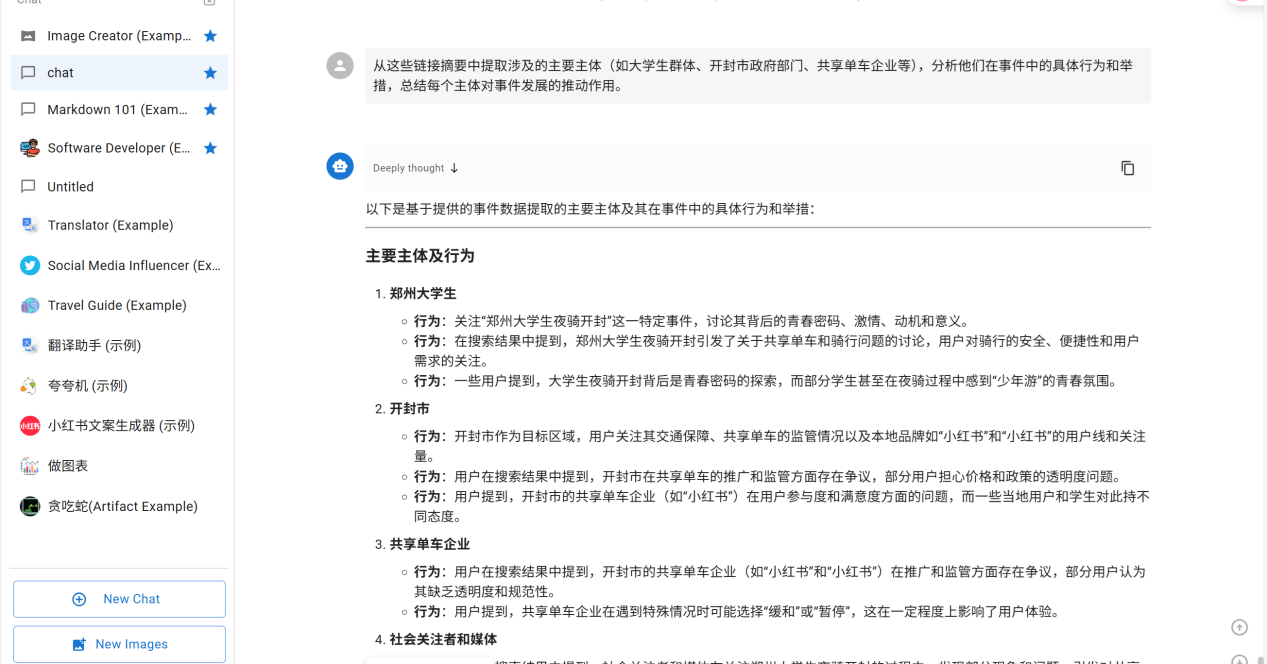 Chat
Image Creator (Examp...
chat
Markdown 101 (Exam...
Software Developer (E...
Untitled
Translator (Example)
Social Media Influencer (Ex...
Travel Guide (Example)
翻译助手 (示例)
夸夸机 (示例)
小红书
小红书文案生成器 (示例)
做图表
贪吃蛇(Artifact Example)
New Chat
New Images
从这些链接摘要中提取涉及的主要主体（如大学生群体、开封市政府部门、共享单车企业等），分析他们在事件中的具体行为和举
措，总结每个主体对事件发展的推动作用。
Deeply thought ↓
以下是基于提供的事件数据提取的主要主体及其在事件中的具体行为和举措：
主要主体及行为
1. 郑州大学生
行为：关注“郑州大学生夜骑开封”这一特定事件，讨论其背后的青春密码、激情、动机和意义。
行为：在搜索结果中提到，郑州大学生夜骑开封引发了关于共享单车和骑行问题的讨论，用户对骑行的安全、便捷性和用户
需求的关注。
行为：一些用户提到，大学生夜骑开封背后是青春密码的探索，而部分学生甚至在夜骑过程中感到“少年游”的青春氛围。
2. 开封市
行为：开封市作为目标区域，用户关注其交通保障、共享单车的监管情况以及本地品牌如“小红书”和“小红书”的用户线和关注
量。
行为：用户在搜索结果中提到，开封市在共享单车的推广和监管方面存在争议，部分用户担心价格和政策的透明度问题。
行为：用户提到，开封市的共享单车企业（如“小红书”）在用户参与度和满意度方面的问题，而一些当地用户和学生对此持不
同态度。
3. 共享单车企业
行为：用户在搜索结果中提到，开封市的共享单车企业（如“小红书”和“小红书”）在推广和监管方面存在争议，部分用户认为
其缺乏透明度和规范性。
行为：用户提到，共享单车企业在遇到特殊情况时可能选择“缓和”或“暂停”，这在一定程度上影响了用户体验。
4. 社会关注者和媒体